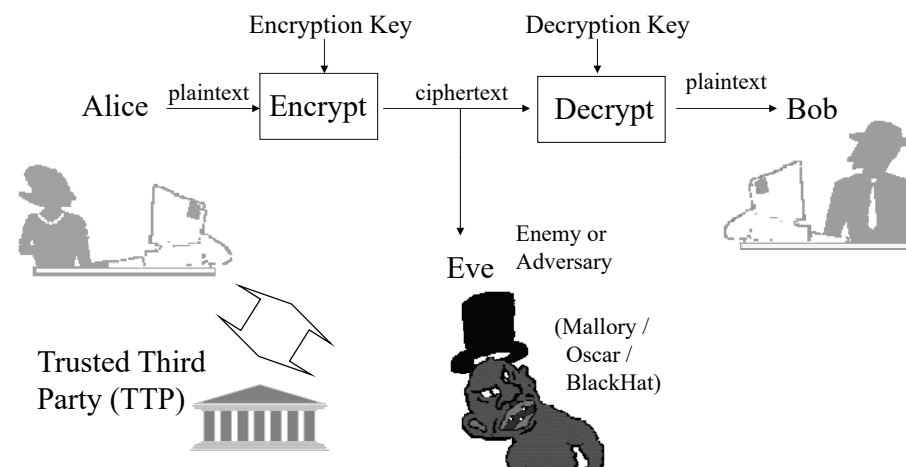 Encryption Key
Decryption Key
Alice
plaintext
Encrypt
ciphertext
Decrypt
plaintext
Bob
Eve
Enemy or
Adversary
(Mallory /
Oscar /
BlackHat)
Trusted Third
Party (TTP)